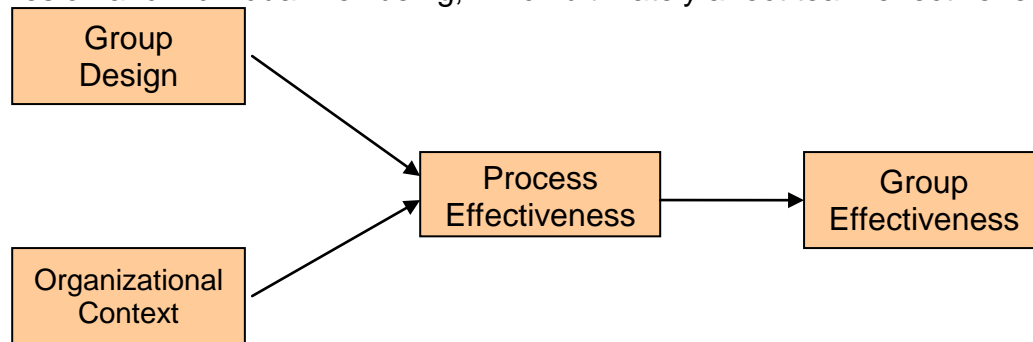 Group
Design
Process
Effectiveness
Group
Effectiveness
Organizational
Context